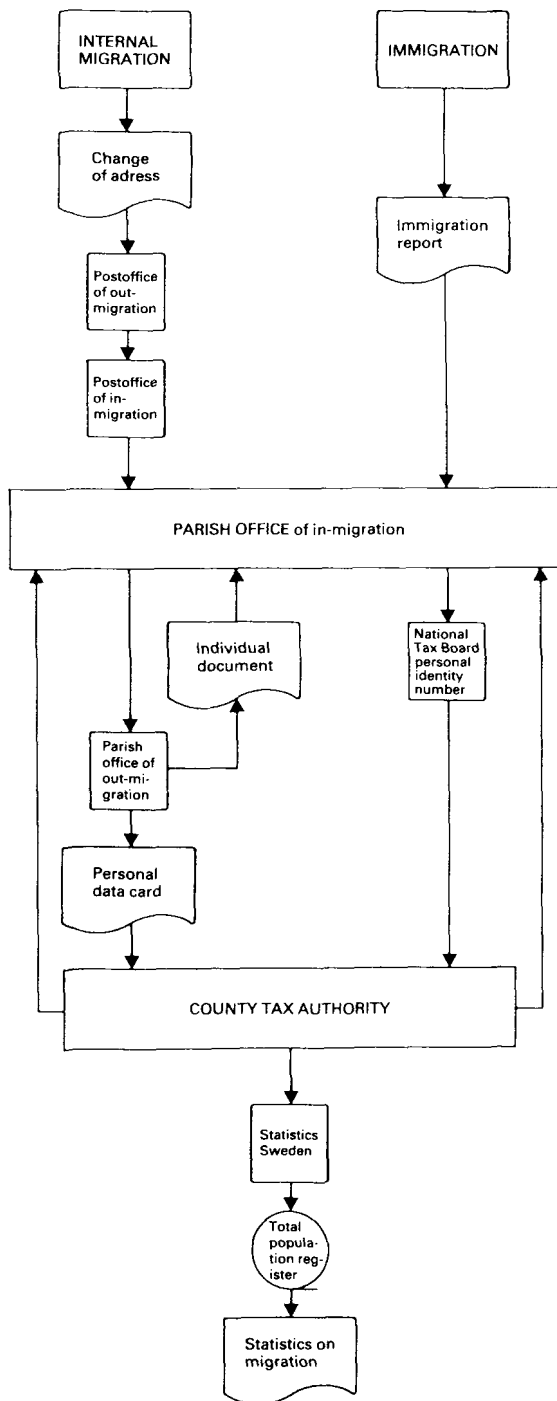 INTERNAL
MIGRATION
IMMIGRATION
Change
of adress
Immigration
report
Postoffice
of out-
migration
Postoffice
of in-
migration
PARISH OFFICE of in-migration
Individual
document
National
Tax Board
personal
identity
number
Parish
office of
out-mi-
gration
Personal
data card
COUNTY TAX AUTHORITY
Statistics
Sweden
Total
popula-
tion reg-
ister
Statistics on
migration